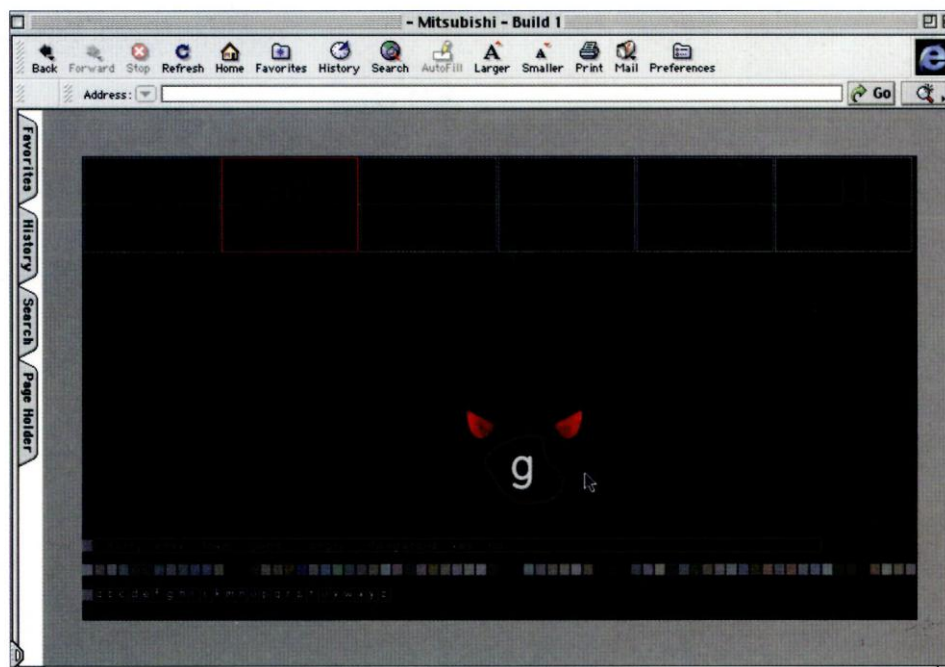 - Mitsubishi - Build 1
Back Forward Stop Refresh Home Favorites History Search AutoFill Larger Smaller Print Mail Preferences
Address: Go
Favorites
History
Search
Page Holder
g